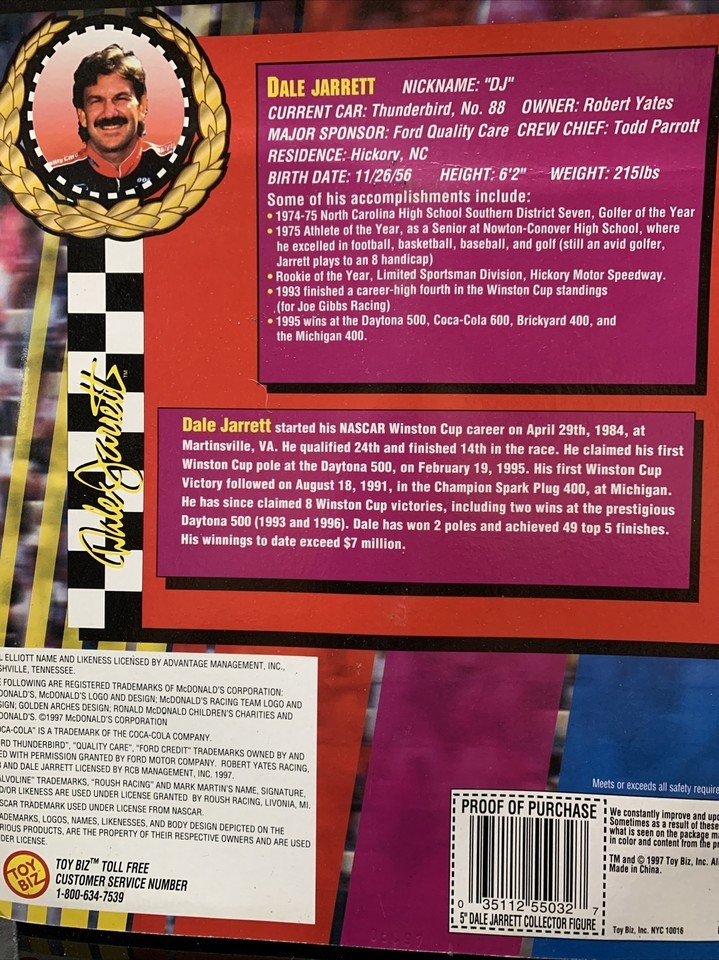 DALE JARRETT NICKNAME: "DJ"
CURRENT CAR: Thunderbird, No. 88 OWNER: Robert Yates
MAJOR SPONSOR: Ford Quality Care CREW CHIEF: Todd Parrott
RESIDENCE: Hickory, NC
BIRTH DATE: 11/26/56 HEIGHT: 6'2" WEIGHT: 215lbs
Some of his accomplishments include:
• 1974-75 North Carolina High School Southern District Seven, Golfer of the Year
• 1975 Athlete of the Year, as a Senior at Nowton-Conover High School, where
he excelled in football, basketball, baseball, and golf (still an avid golfer,
Jarrett plays to an 8 handicap)
• Rookie of the Year, Limited Sportsman Division, Hickory Motor Speedway.
• 1993 finished a career-high fourth in the Winston Cup standings
(for Joe Gibbs Racing)
• 1995 wins at the Daytona 500, Coca-Cola 600, Brickyard 400, and
the Michigan 400.
Dale Jarrett™
Dale Jarrett started his NASCAR Winston Cup career on April 29th, 1984, at
Martinsville, VA. He qualified 24th and finished 14th in the race. He claimed his first
Winston Cup pole at the Daytona 500, on February 19, 1995. His first Winston Cup
Victory followed on August 18, 1991, in the Champion Spark Plug 400, at Michigan.
He has since claimed 8 Winston Cup victories, including two wins at the prestigious
Daytona 500 (1993 and 1996). Dale has won 2 poles and achieved 49 top 5 finishes.
His winnings to date exceed $7 million.
ELLIOTT NAME AND LIKENESS LICENSED BY ADVANTAGE MANAGEMENT, INC.,
SHVILLE, TENNESSEE.
FOLLOWING ARE REGISTERED TRADEMARKS OF McDONALD'S CORPORATION:
DONALD'S, McDONALD'S LOGO AND DESIGN; McDONALD'S RACING TEAM LOGO AND
SIGN; GOLDEN ARCHES DESIGN; RONALD McDONALD CHILDREN'S CHARITIES AND
DONALD'S. ©1997 McDONALD'S CORPORATION
OCA-COLA" IS A TRADEMARK OF THE COCA-COLA COMPANY.
RD THUNDERBIRD", "QUALITY CARE", "FORD CREDIT" TRADEMARKS OWNED BY AND
ED WITH PERMISSION GRANTED BY FORD MOTOR COMPANY. ROBERT YATES RACING,
AND DALE JARRETT LICENSED BY RCB MANAGEMENT, INC. 1997.
ALVOLINE" TRADEMARKS, "ROUSH RACING" AND MARK MARTIN'S NAME, SIGNATURE,
D/OR LIKENESS ARE USED UNDER LICENSE GRANTED BY ROUSH RACING, LIVONIA, MI.
SCAR TRADEMARK USED UNDER LICENSE FROM NASCAR.
ADEMARKS, LOGOS, NAMES, LIKENESSES, AND BODY DESIGN DEPICTED ON THE
RIOUS PRODUCTS, ARE THE PROPERTY OF THEIR RESPECTIVE OWNERS AND ARE USED
DER LICENSE.
TOY BIZ
TOY BIZ™ TOLL FREE
CUSTOMER SERVICE NUMBER
1-800-634-7539
Meets or exceeds all safety require
PROOF OF PURCHASE
0 35112 55032 7
5" DALE JARRETT COLLECTOR FIGURE
We constantly improve and upd
Sometimes as a result of these
what is seen on the package m
in color and content from the pr
TM and © 1997 Toy Biz, Inc. Al
Made in China.
Toy Biz, Inc. NYC 10016